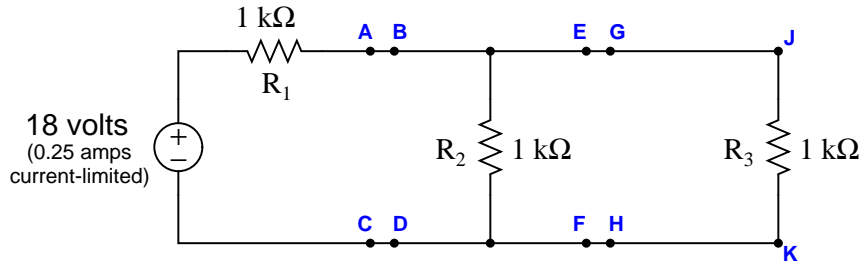 1 kΩ
R1
A B
E G
J
18 volts
(0.25 amps
current-limited)
+
−
R2 1 kΩ
R3 1 kΩ
C D
F H
K